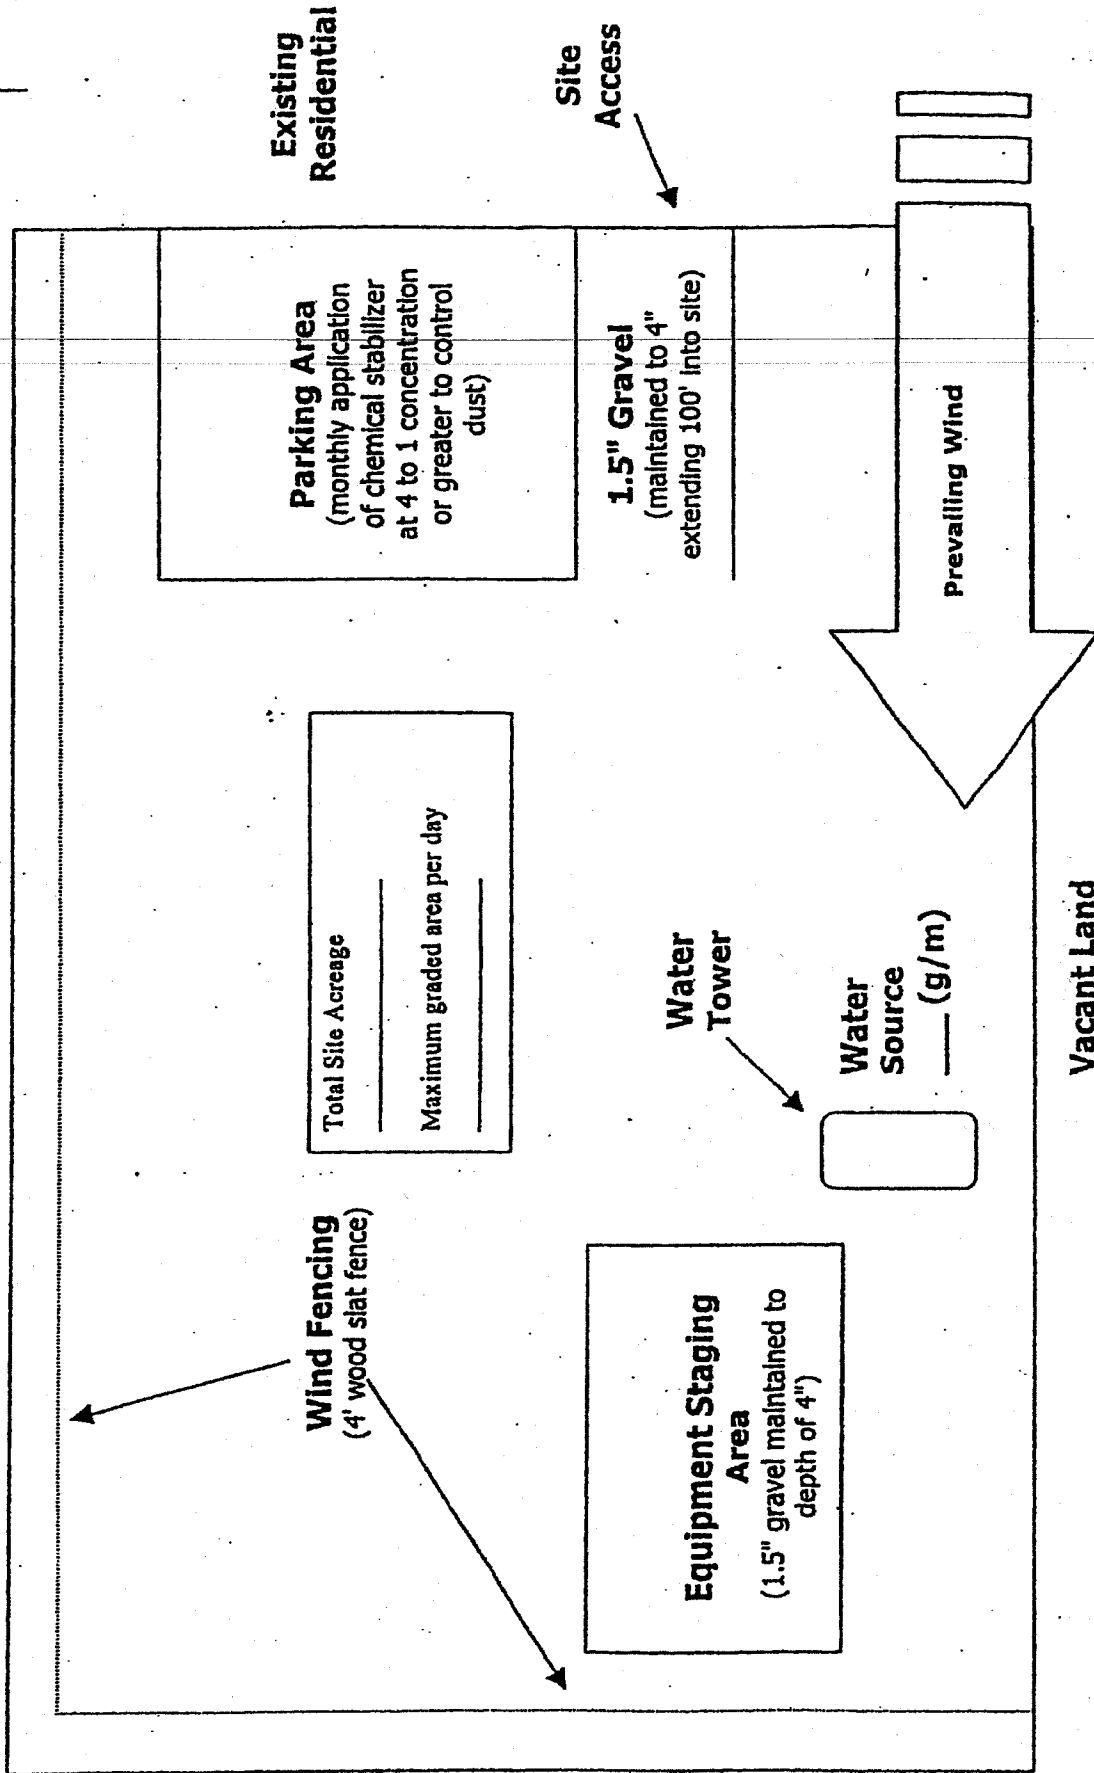 Existing
Residential
Site
Access
Parking Area
(monthly application
of chemical stabilizer
at 4 to 1 concentration
or greater to control
dust)
1.5" Gravel
(maintained to 4"
extending 100' into site)
Prevailing Wind
Total Site Acreage
Maximum graded area per day
Water
Tower
Water
Source
____ (g/m)
Vacant Land
Wind Fencing
(4' wood slat fence)
Equipment Staging
Area
(1.5" gravel maintained to
depth of 4")